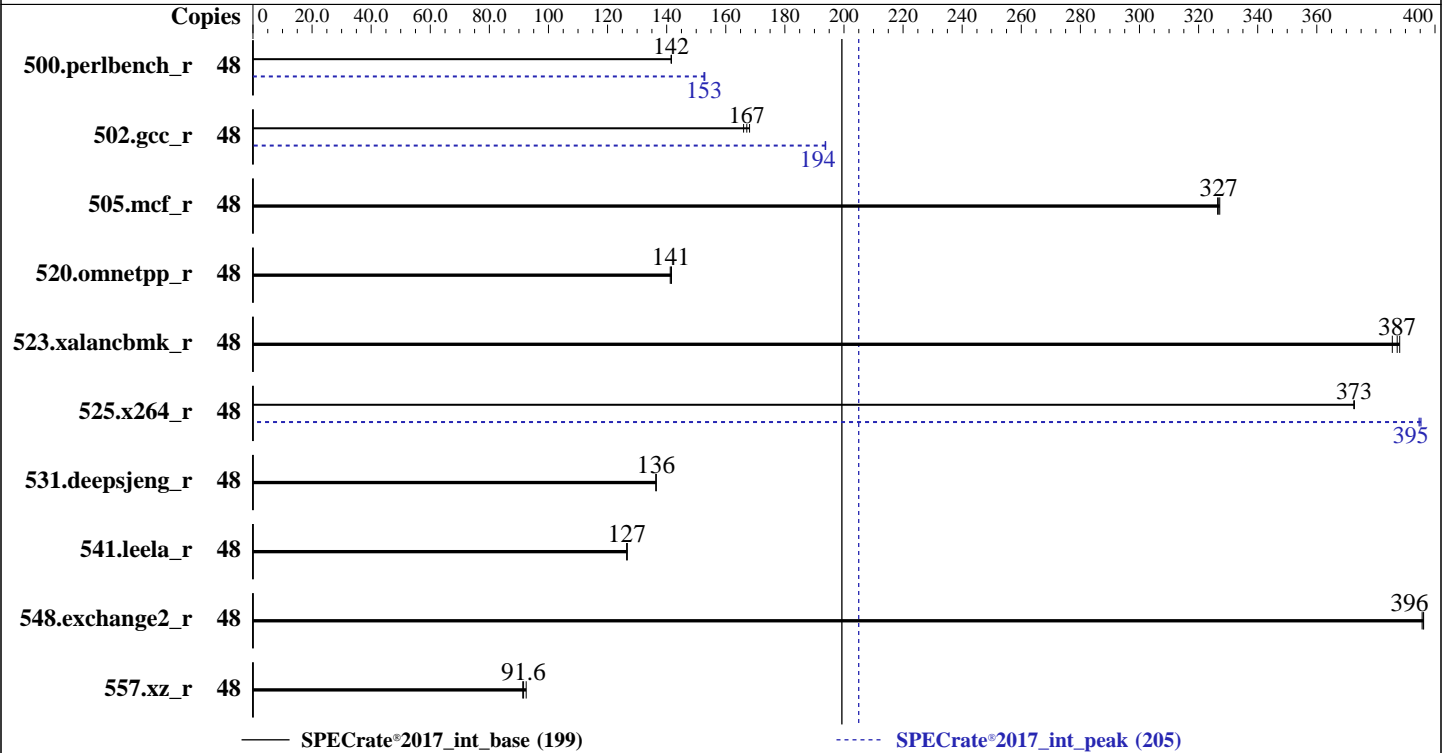 Copies 0 20.0 40.0 60.0 80.0 100 120 140 160 180 200 220 240 260 280 300 320 340 360 400
500.perlbench_r 48 142
153
502.gcc_r 48 167
194
505.mcf_r 48 327
520.omnetpp_r 48 141
523.xalancbmk_r 48 387
525.x264_r 48 373
395
531.deepsjeng_r 48 136
541.leela_r 48 127
548.exchange2_r 48 396
557.xz_r 48 91.6
SPECrate®2017_int_base (199) SPECrate®2017_int_peak (205)